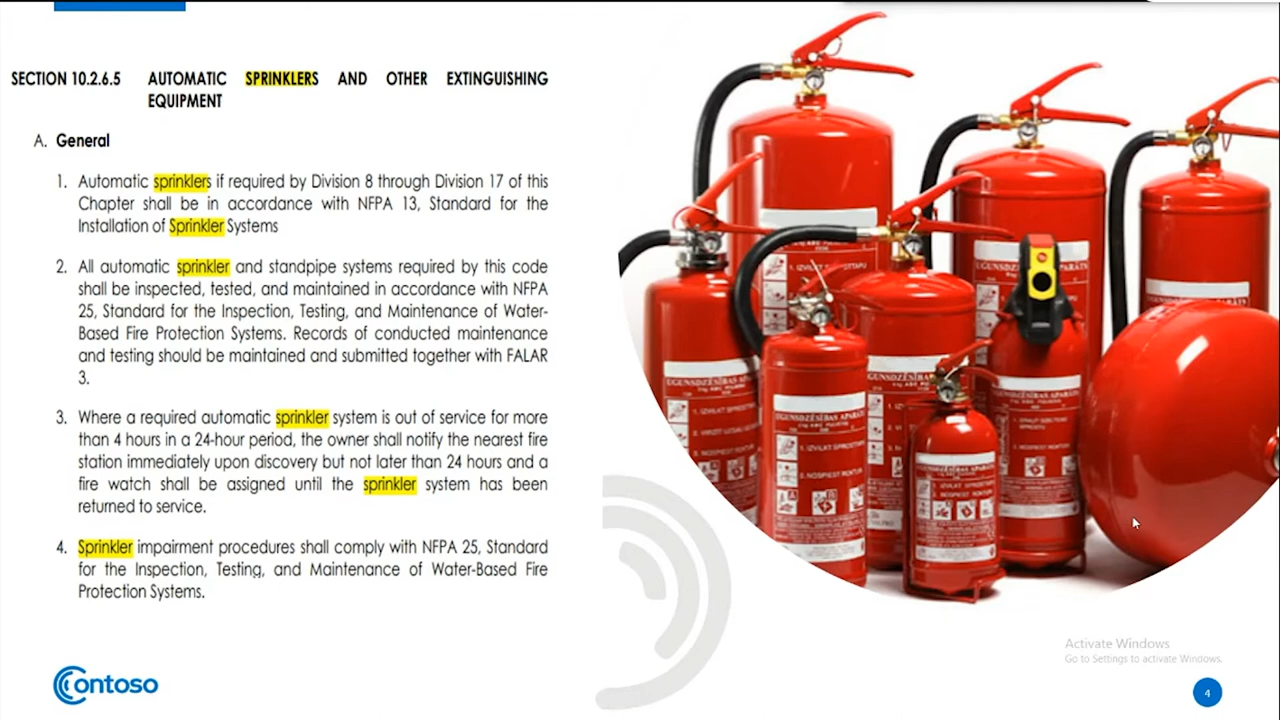 SECTION 10.2.6.5 AUTOMATIC SPRINKLERS AND OTHER EXTINGUISHING
EQUIPMENT
A. General
1. Automatic sprinklers if required by Division 8 through Division 17 of this
Chapter shall be in accordance with NFPA 13, Standard for the
Installation of Sprinkler Systems
2. All automatic sprinkler and standpipe systems required by this code
shall be inspected, tested, and maintained in accordance with NFPA
25, Standard for the Inspection, Testing, and Maintenance of Water-
Based Fire Protection Systems. Records of conducted maintenance
and testing should be maintained and submitted together with FALAR
3.
3. Where a required automatic sprinkler system is out of service for more
than 4 hours in a 24-hour period, the owner shall notify the nearest fire
station immediately upon discovery but not later than 24 hours and a
fire watch shall be assigned until the sprinkler system has been
returned to service.
4. Sprinkler impairment procedures shall comply with NFPA 25, Standard
for the Inspection, Testing, and Maintenance of Water-Based Fire
Protection Systems.
Contoso
UGUNSDZĒSĪBAS APARĀTS
UGUNSDZĒSĪBAS APARĀTS
1. IZVILKT
2. NOSPIEST ROKTURI
Activate Windows
Go to Settings to activate Windows.
4